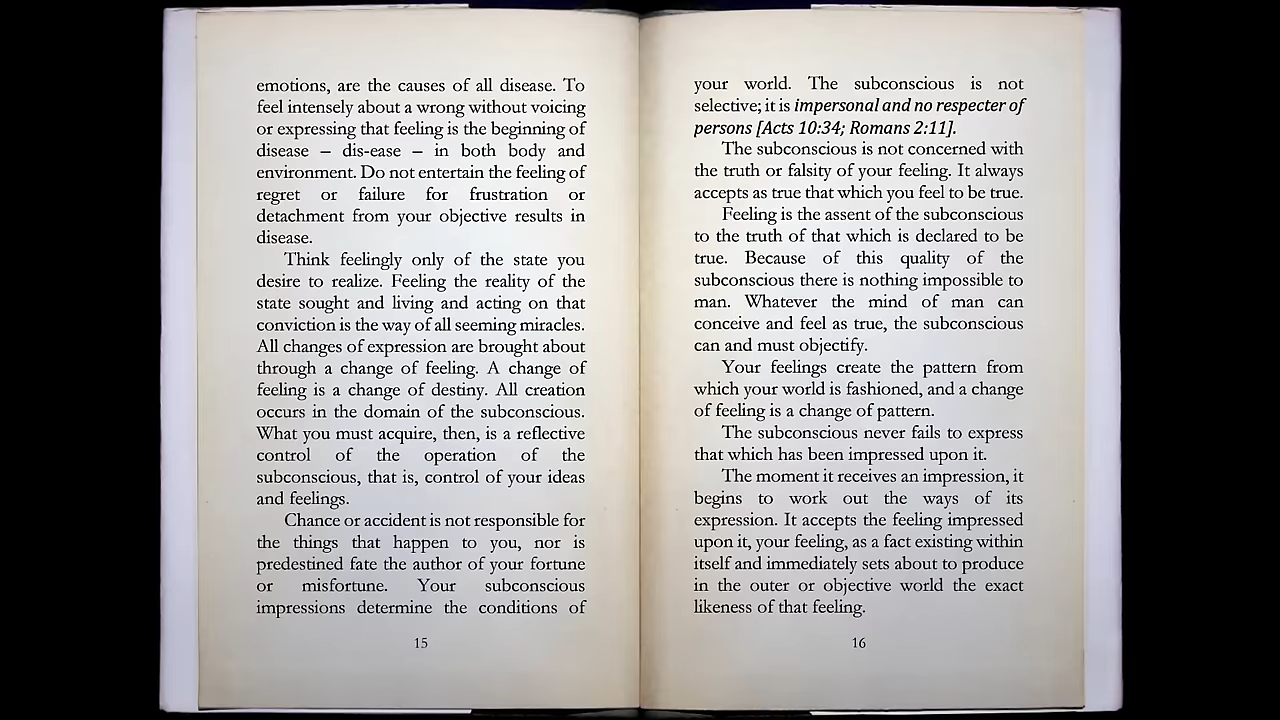 emotions, are the causes of all disease. To
feel intensely about a wrong without voicing
or expressing that feeling is the beginning of
disease – dis-ease – in both body and
environment. Do not entertain the feeling of
regret or failure for frustration or
detachment from your objective results in
disease.
Think feelingly only of the state you
desire to realize. Feeling the reality of the
state sought and living and acting on that
conviction is the way of all seeming miracles.
All changes of expression are brought about
through a change of feeling. A change of
feeling is a change of destiny. All creation
occurs in the domain of the subconscious.
What you must acquire, then, is a reflective
control of the operation of the
subconscious, that is, control of your ideas
and feelings.
Chance or accident is not responsible for
the things that happen to you, nor is
predestined fate the author of your fortune
or misfortune. Your subconscious
impressions determine the conditions of
15
your world. The subconscious is not
selective; it is impersonal and no respecter of
persons [Acts 10:34; Romans 2:11].
The subconscious is not concerned with
the truth or falsity of your feeling. It always
accepts as true that which you feel to be true.
Feeling is the assent of the subconscious
to the truth of that which is declared to be
true. Because of this quality of the
subconscious there is nothing impossible to
man. Whatever the mind of man can
conceive and feel as true, the subconscious
can and must objectify.
Your feelings create the pattern from
which your world is fashioned, and a change
of feeling is a change of pattern.
The subconscious never fails to express
that which has been impressed upon it.
The moment it receives an impression, it
begins to work out the ways of its
expression. It accepts the feeling impressed
upon it, your feeling, as a fact existing within
itself and immediately sets about to produce
in the outer or objective world the exact
likeness of that feeling.
16